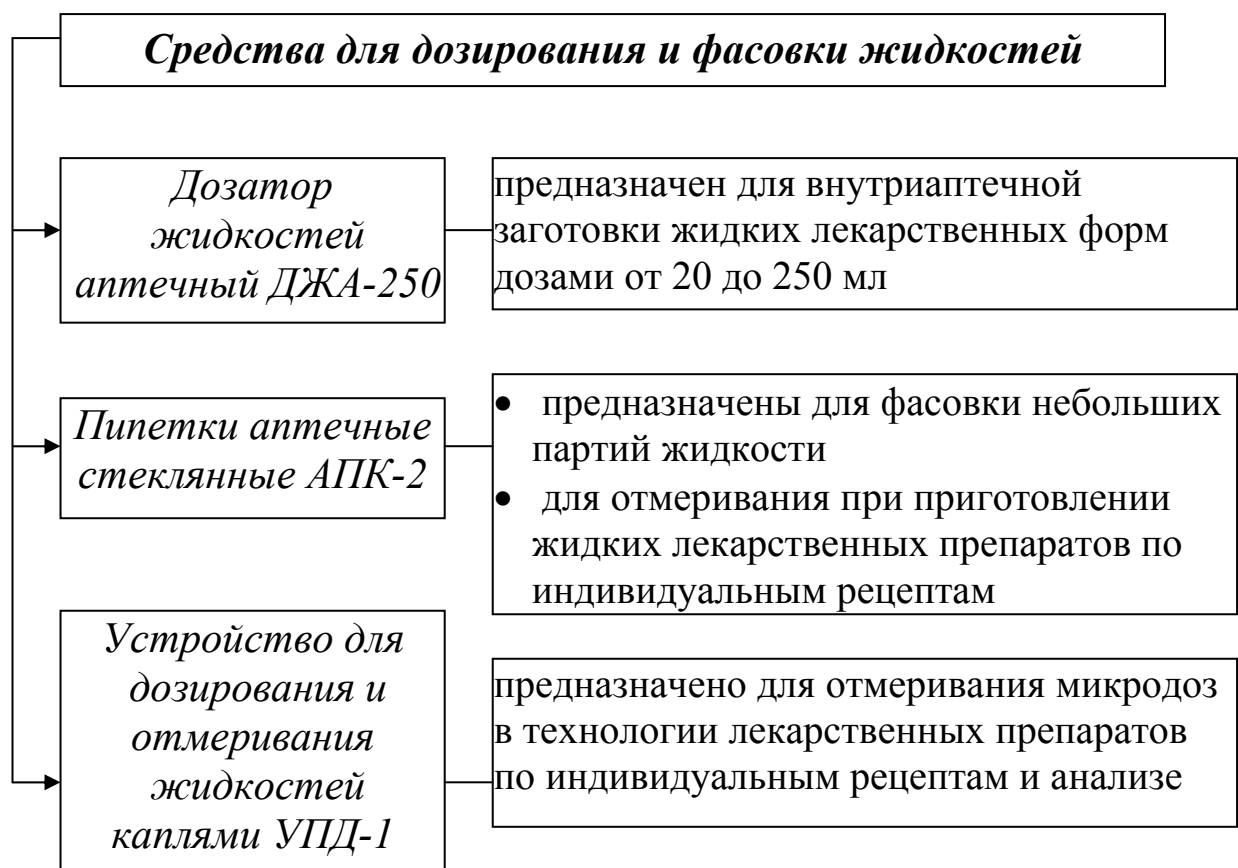 Средства для дозирования и фасовки жидкостей
Дозатор
жидкостей
аптечный ДЖА-250
предназначен для внутриаптечной
заготовки жидких лекарственных форм
дозами от 20 до 250 мл
Пипетки аптечные
стеклянные АПК-2
• предназначены для фасовки небольших
партий жидкости
• для отмеривания при приготовлении
жидких лекарственных препаратов по
индивидуальным рецептам
Устройство для
дозирования и
отмеривания
жидкостей
каплями УПД-1
предназначено для отмеривания микродоз
в технологии лекарственных препаратов
по индивидуальным рецептам и анализе